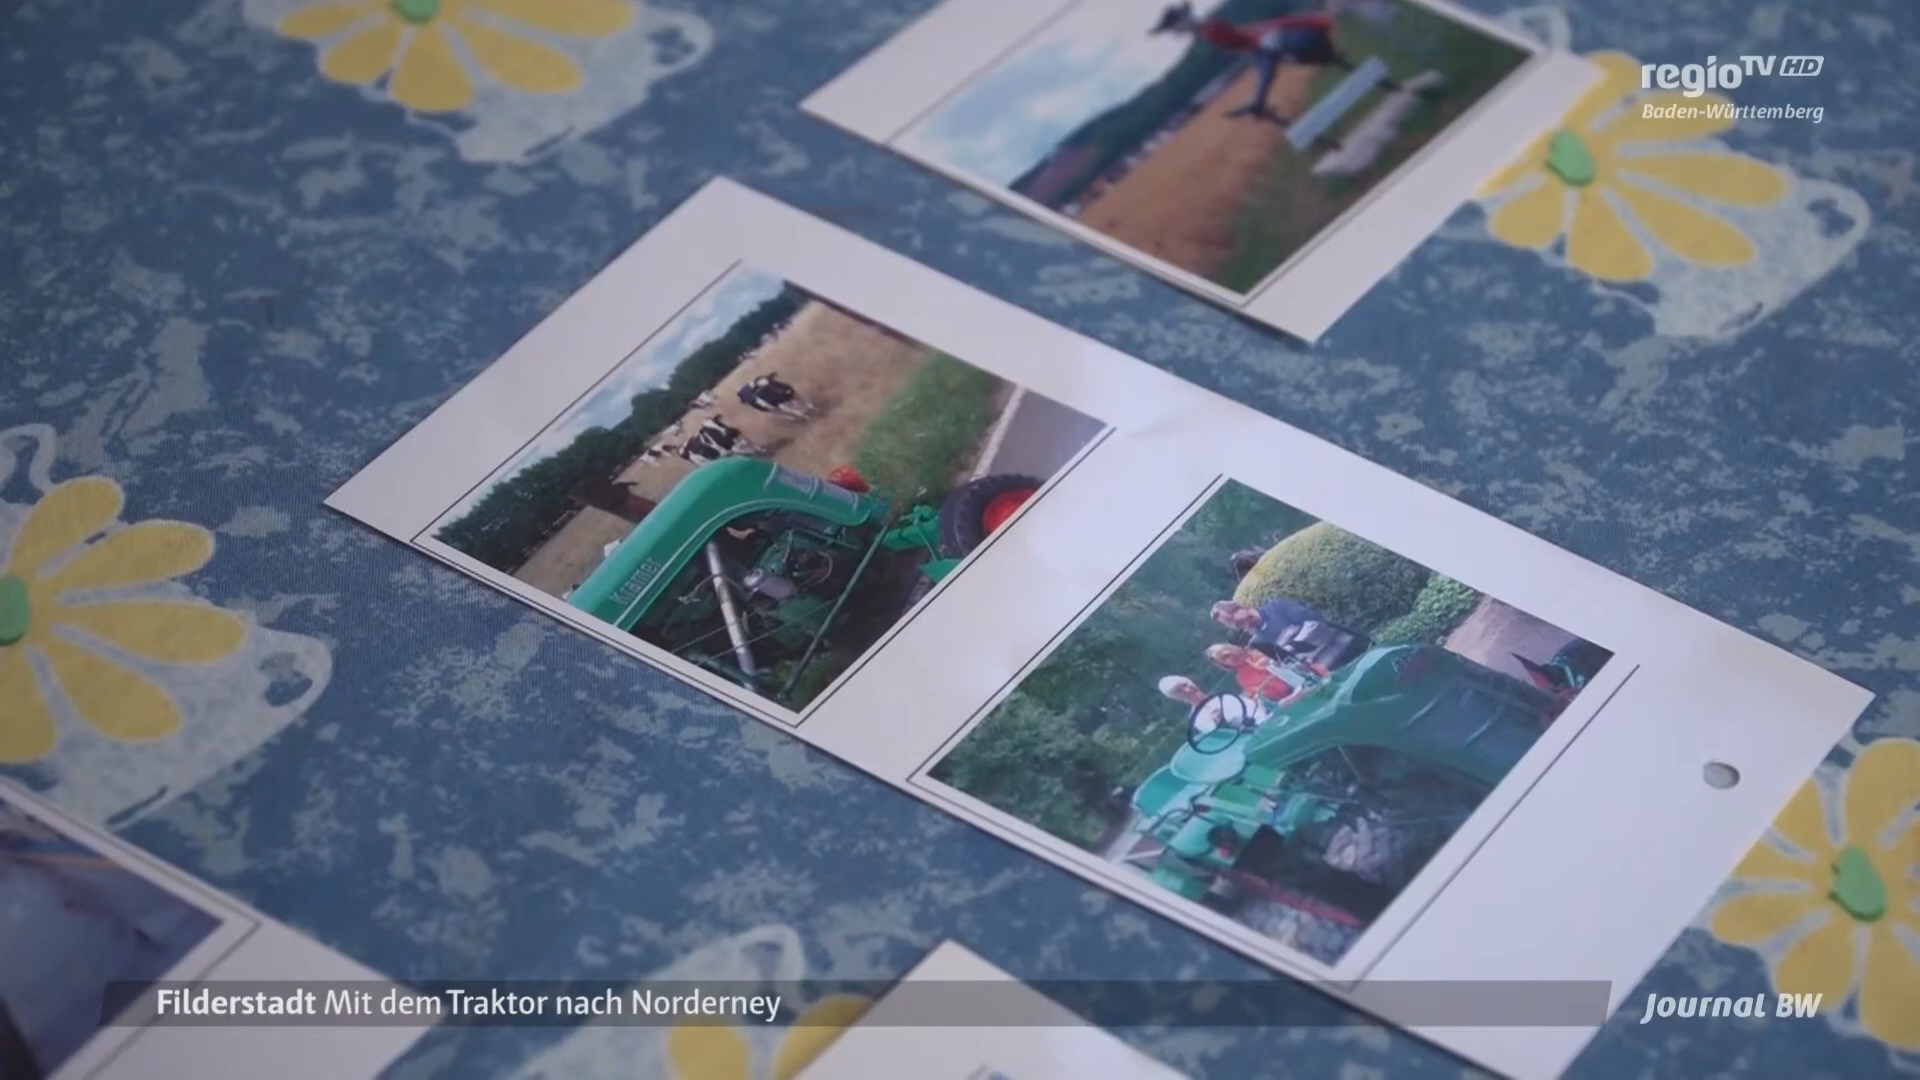 regioTV HD
Baden-Württemberg
Kramer
Filderstadt Mit dem Traktor nach Norderney
Journal BW